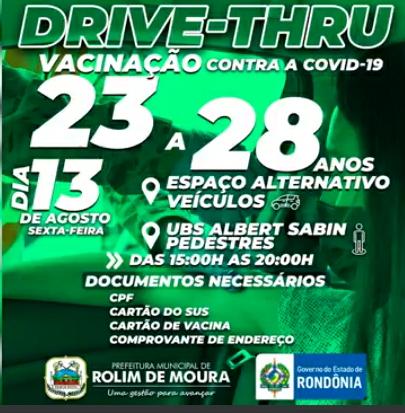 DRIVE-THRU
VACINAÇÃO CONTRA A COVID-19
23 A 28 ANOS
DIA 13
DE AGOSTO
SEXTA-FEIRA
ESPAÇO ALTERNATIVO
VEÍCULOS
UBS ALBERT SABIN
PEDESTRES
DAS 15:00H AS 20:00H
DOCUMENTOS NECESSÁRIOS
CPF
CARTÃO DO SUS
CARTÃO DE VACINA
COMPROVANTE DE ENDEREÇO
PREFEITURA MUNICIPAL DE
ROLIM DE MOURA
Uma gestão para avançar
Governo do Estado de
RONDÔNIA